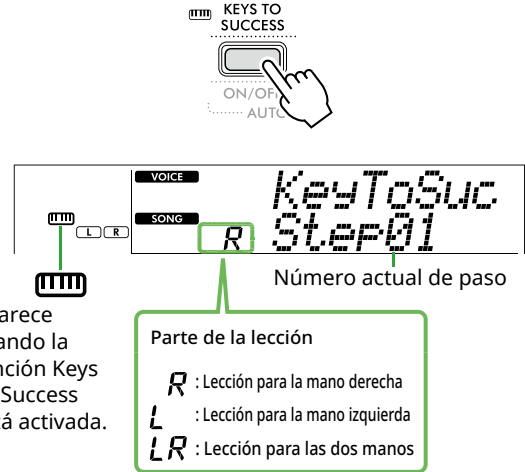 KEYS TO
SUCCESS
ON/OFF
AUTO
VOICE
KeyToSuc
SONG
L R
R
Step01
Número actual de paso
arece
ando la
nción Keys
Success
á activada.
Parte de la lección
R : Lección para la mano derecha
L : Lección para la mano izquierda
LR : Lección para las dos manos